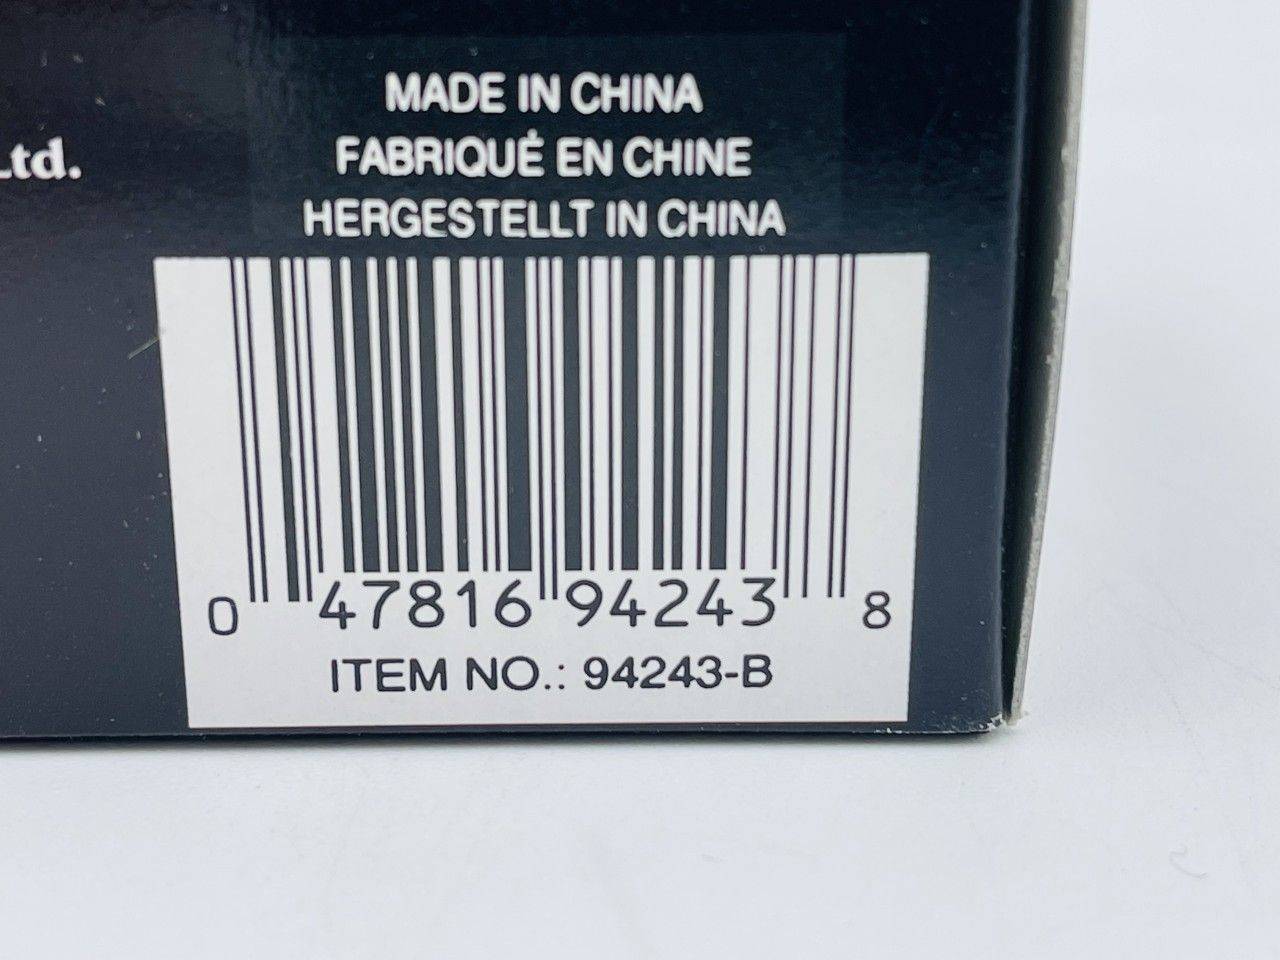 MADE IN CHINA
FABRIQUÉ EN CHINE
HERGESTELLT IN CHINA
Ltd.
0 47816 94243 8
ITEM NO.: 94243-B